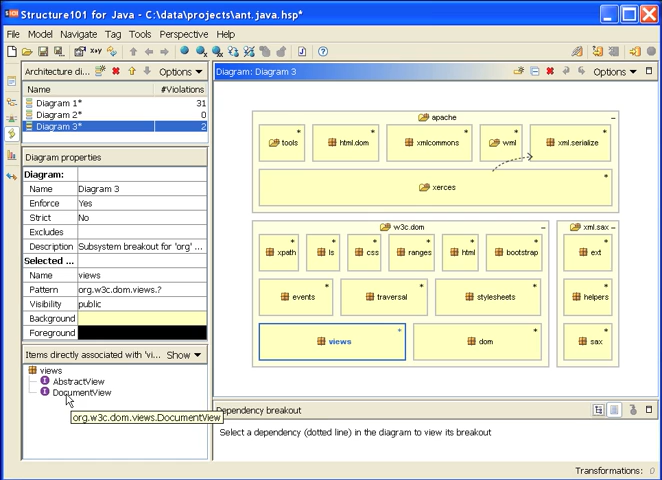 Structure101 for Java - C:\data\projects\ant.java.hsp*
File Model Navigate Tag Tools Perspective Help
Architecture di... Options
Name #Violations
Diagram 1* 31
Diagram 2* 0
Diagram 3* 2
Diagram properties
Diagram:
Name Diagram 3
Enforce Yes
Strict No
Excludes
Description Subsystem breakout for 'org' ...
Selected ...
Name views
Pattern org.w3c.dom.views.?
Visibility public
Background
Foreground
Items directly associated with 'vi... Show
views
AbstractView
DocumentView
org.w3c.dom.views.DocumentView
Diagram: Diagram 3 Options
apache
tools html.dom xmlcommons wml xml.serialize
xerces
w3c.dom xml.sax
xpath ls css ranges html bootstrap ext
events traversal stylesheets helpers
views dom sax
Dependency breakout
Select a dependency (dotted line) in the diagram to view its breakout
Transformations: 0